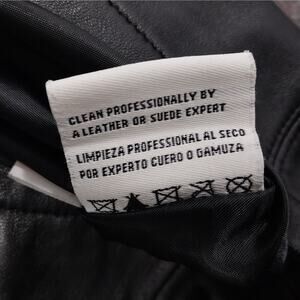 CLEAN PROFESSIONALLY BY
A LEATHER OR SUEDE EXPERT
LIMPIEZA PROFESSIONAL AL SECO
POR EXPERTO CUERO O GAMUZA